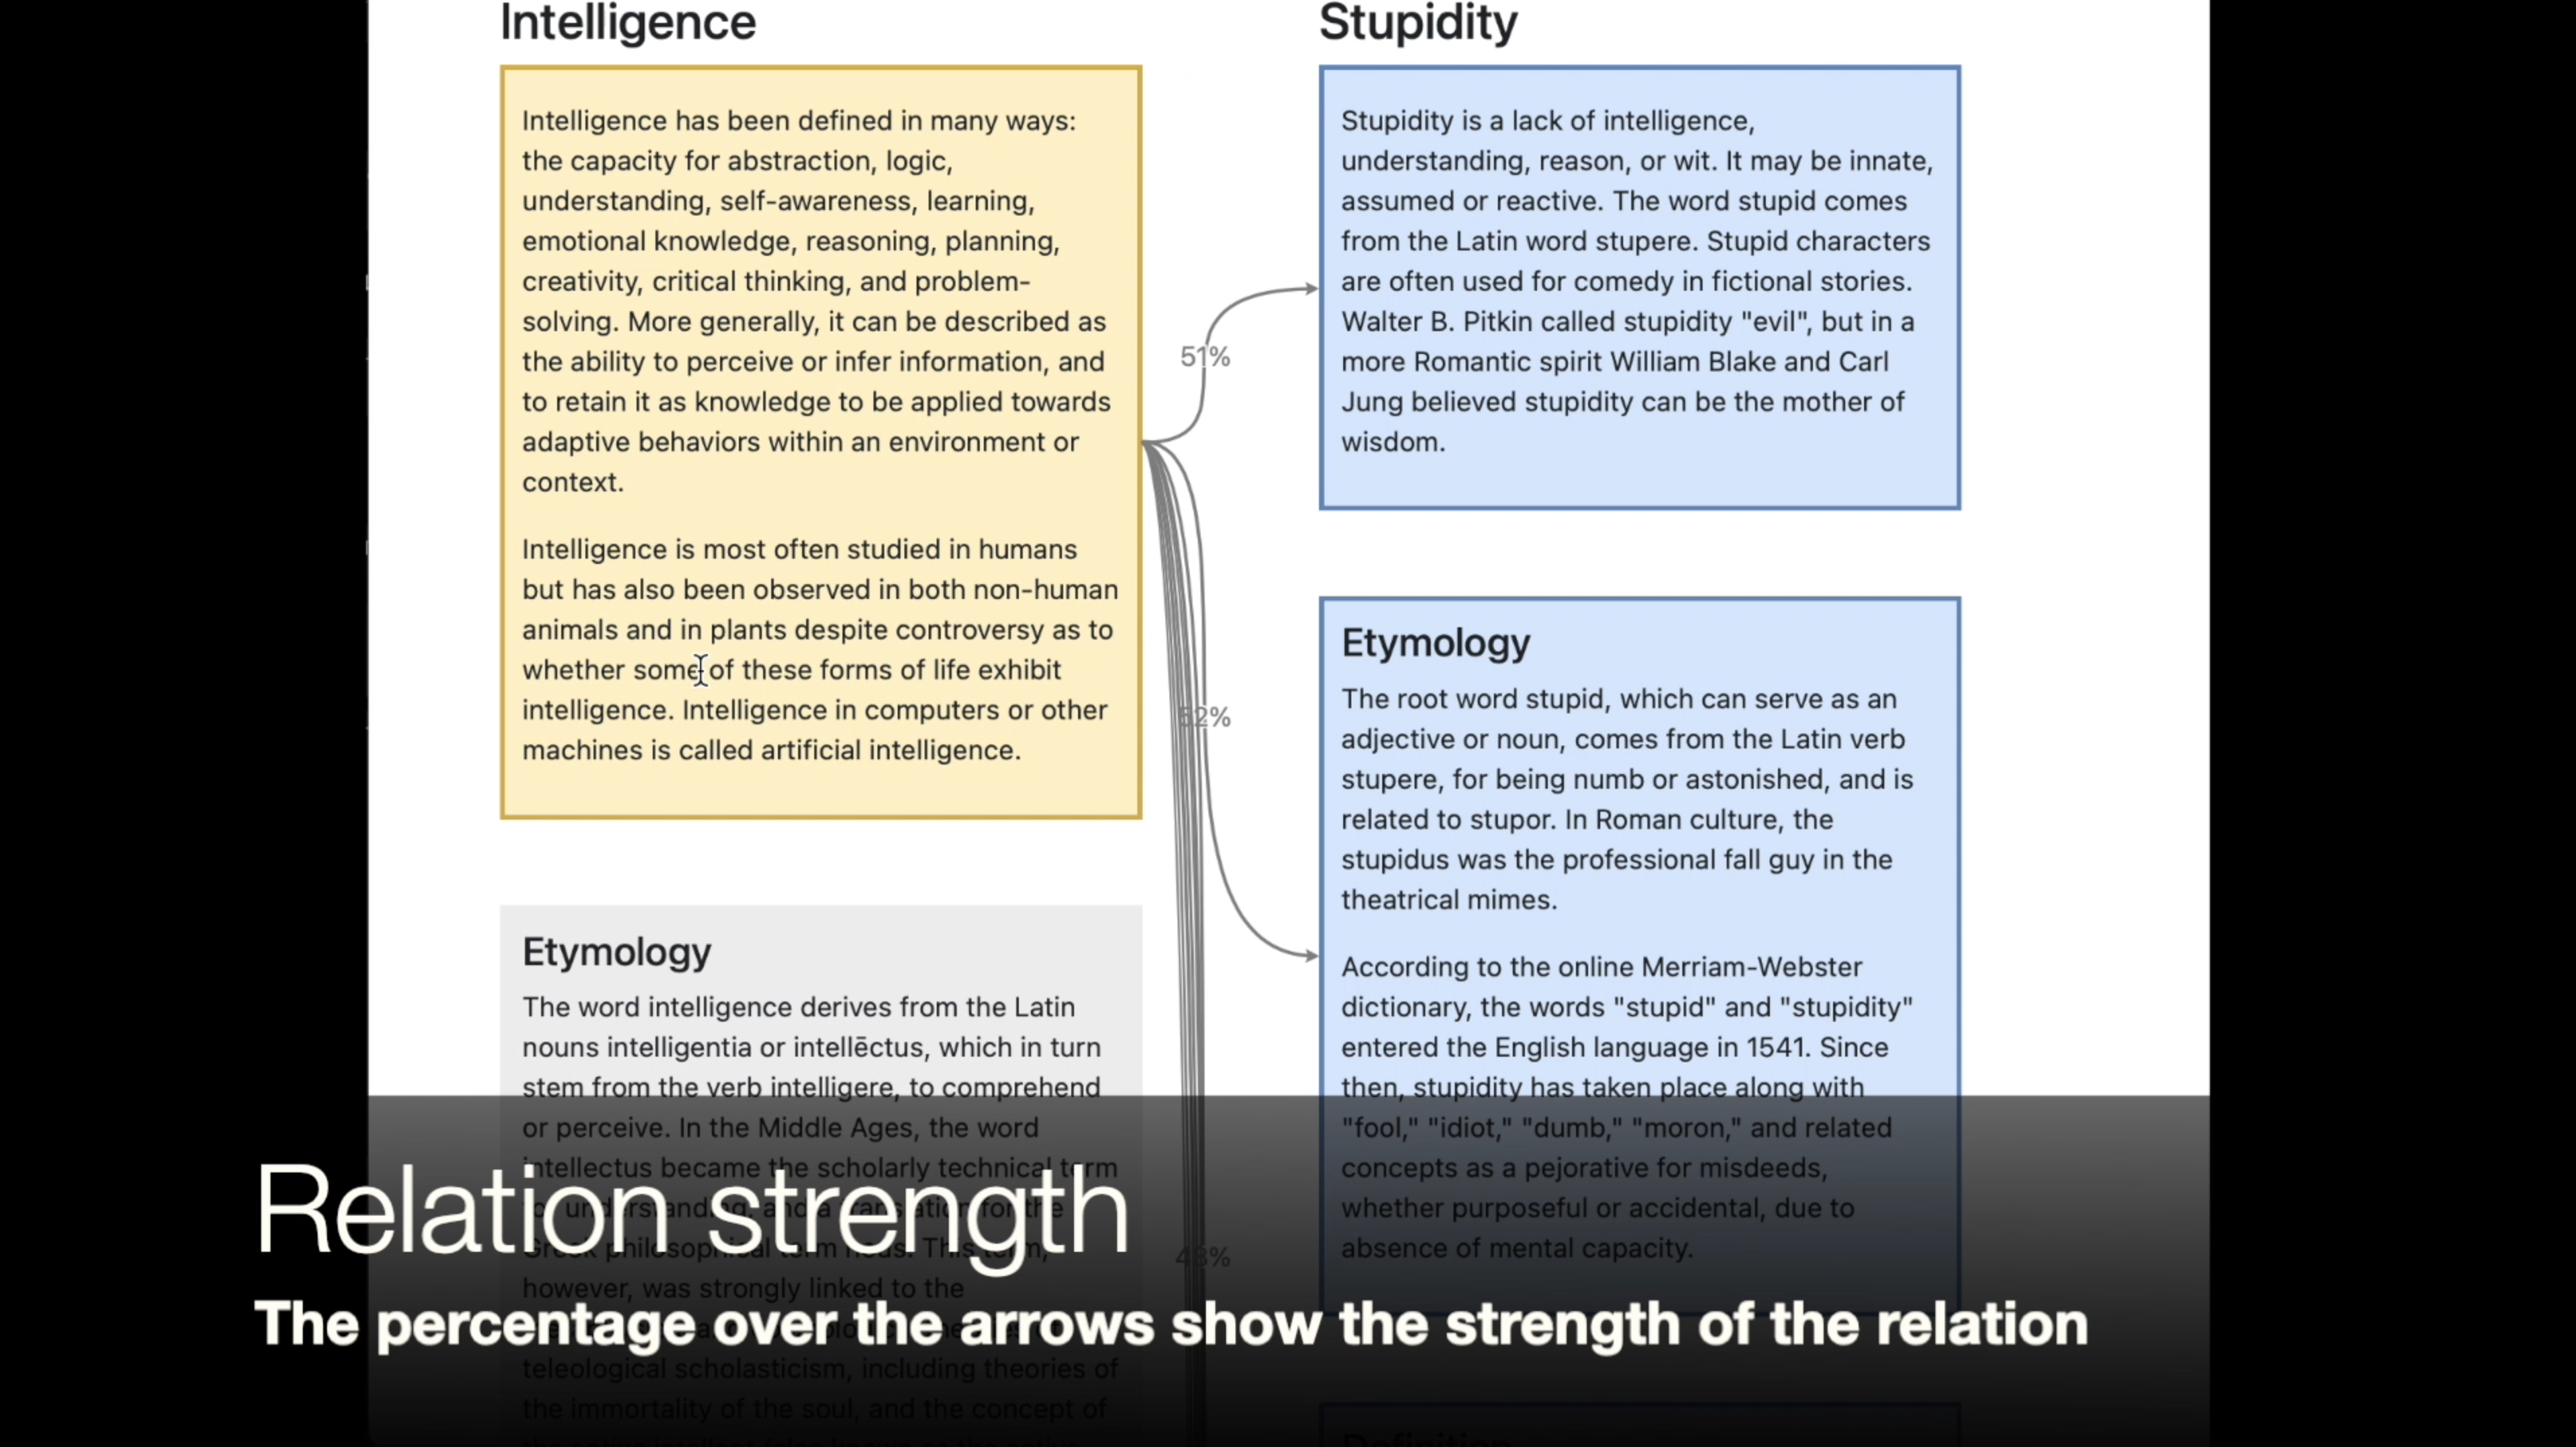 Intelligence
Intelligence has been defined in many ways:
the capacity for abstraction, logic,
understanding, self-awareness, learning,
emotional knowledge, reasoning, planning,
creativity, critical thinking, and problem-
solving. More generally, it can be described as
the ability to perceive or infer information, and
to retain it as knowledge to be applied towards
adaptive behaviors within an environment or
context.
Intelligence is most often studied in humans
but has also been observed in both non-human
animals and in plants despite controversy as to
whether some of these forms of life exhibit
intelligence. Intelligence in computers or other
machines is called artificial intelligence.
Etymology
The word intelligence derives from the Latin
nouns intelligentia or intellēctus, which in turn
stem from the verb intelligere, to comprehend
or perceive. In the Middle Ages, the word
intellectus became the scholarly technical term
for understanding, and a translation for the
Greek philosophical term nous. This term,
however, was strongly linked to the
teleological scholasticism, including theories of
the immortality of the soul, and the concept of
51%
52%
48%
Stupidity
Stupidity is a lack of intelligence,
understanding, reason, or wit. It may be innate,
assumed or reactive. The word stupid comes
from the Latin word stupere. Stupid characters
are often used for comedy in fictional stories.
Walter B. Pitkin called stupidity "evil", but in a
more Romantic spirit William Blake and Carl
Jung believed stupidity can be the mother of
wisdom.
Etymology
The root word stupid, which can serve as an
adjective or noun, comes from the Latin verb
stupere, for being numb or astonished, and is
related to stupor. In Roman culture, the
stupidus was the professional fall guy in the
theatrical mimes.
According to the online Merriam-Webster
dictionary, the words "stupid" and "stupidity"
entered the English language in 1541. Since
then, stupidity has taken place along with
"fool," "idiot," "dumb," "moron," and related
concepts as a pejorative for misdeeds,
whether purposeful or accidental, due to
absence of mental capacity.
Definition
Relation strength
The percentage over the arrows show the strength of the relation